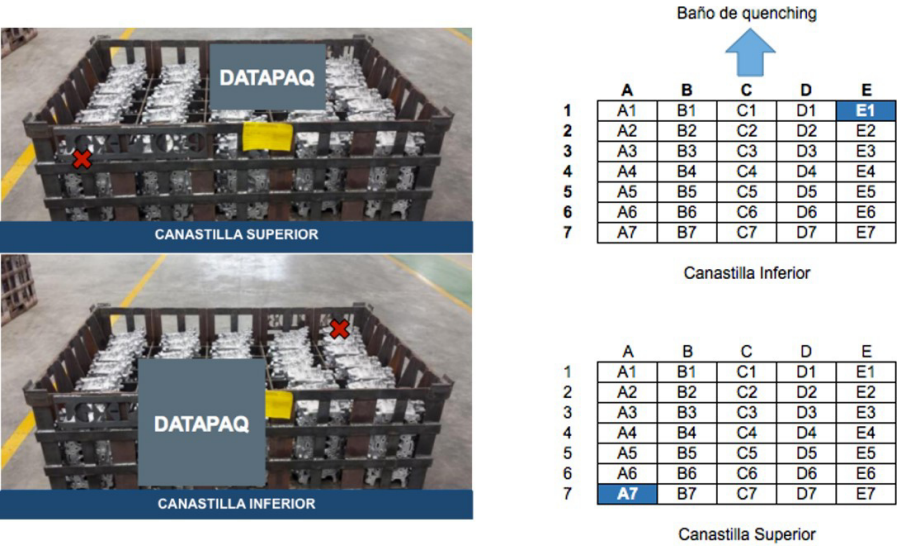 DATAPAQ
CANASTILLA SUPERIOR
DATAPAQ
CANASTILLA INFERIOR
Baño de quenching
A B C D E
1 A1 B1 C1 D1 E1
2 A2 B2 C2 D2 E2
3 A3 B3 C3 D3 E3
4 A4 B4 C4 D4 E4
5 A5 B5 C5 D5 E5
6 A6 B6 C6 D6 E6
7 A7 B7 C7 D7 E7
Canastilla Inferior
A B C D E
1 A1 B1 C1 D1 E1
2 A2 B2 C2 D2 E2
3 A3 B3 C3 D3 E3
4 A4 B4 C4 D4 E4
5 A5 B5 C5 D5 E5
6 A6 B6 C6 D6 E6
7 A7 B7 C7 D7 E7
Canastilla Superior